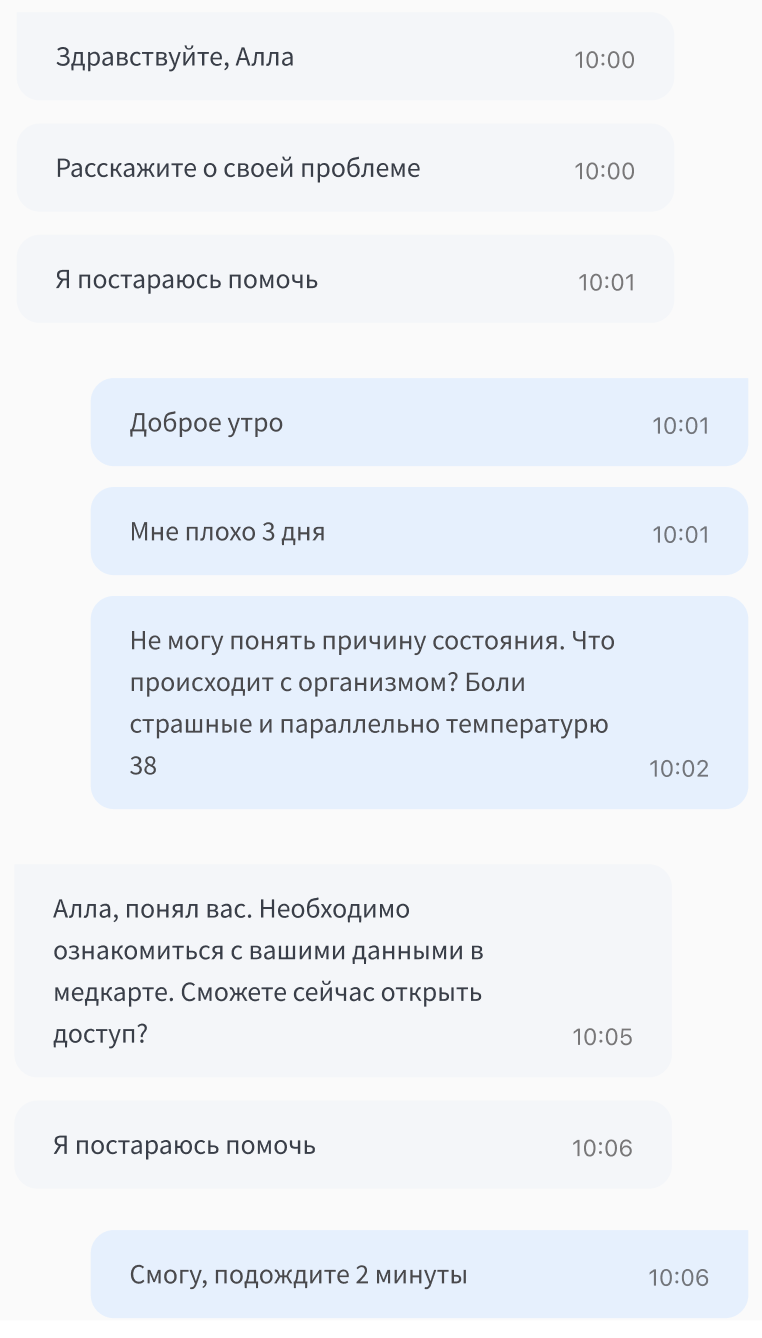 Здравствуйте, Алла 10:00
Расскажите о своей проблеме 10:00
Я постараюсь помочь 10:01
Доброе утро 10:01
Мне плохо 3 дня 10:01
Не могу понять причину состояния. Что
происходит с организмом? Боли
страшные и параллельно температурю
38 10:02
Алла, понял вас. Необходимо
ознакомиться с вашими данными в
медкарте. Сможете сейчас открыть
доступ? 10:05
Я постараюсь помочь 10:06
Смогу, подождите 2 минуты 10:06